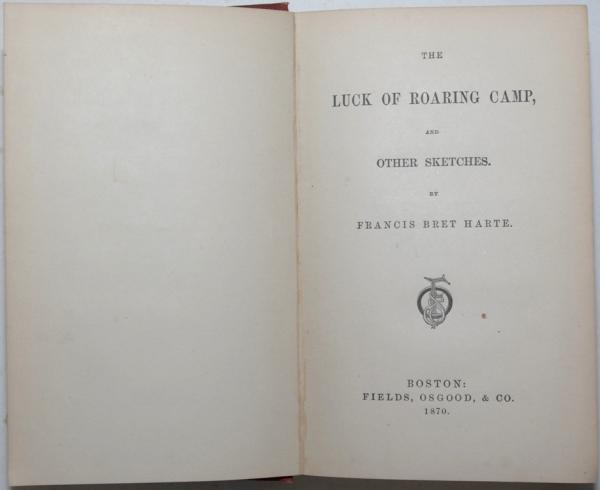 THE
LUCK OF ROARING CAMP,
AND
OTHER SKETCHES.
BY
FRANCIS BRET HARTE.
BOSTON:
FIELDS, OSGOOD, & CO.
1870.